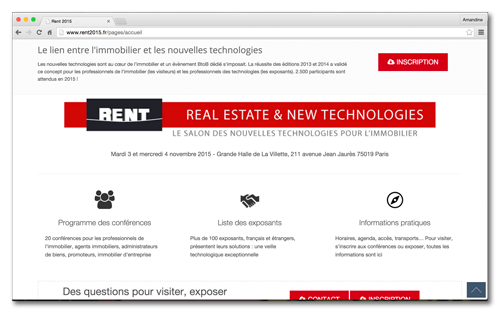 Rent 2015
Amandine
www.rent2015.fr/pages/accueil
Le lien entre l'immobilier et les nouvelles technologies
Les nouvelles technologies sont au cœur de l'immobilier et un évènement BtoB dédié s'imposait. La réussite des éditions 2013 et 2014 a validé
ce concept pour les professionnels de l'immobilier (les visiteurs) et les professionnels des technologies (les exposants). 2.500 participants sont
attendus en 2015 !
INSCRIPTION
RENT
REAL ESTATE & NEW TECHNOLOGIES
LE SALON DES NOUVELLES TECHNOLOGIES POUR L'IMMOBILIER
Mardi 3 et mercredi 4 novembre 2015 - Grande Halle de La Villette, 211 avenue Jean Jaurès 75019 Paris
Programme des conférences
20 conférences pour les professionnels de
l'immobilier, agents immobiliers, administrateurs
de biens, promoteurs, immobilier d'entreprise
Liste des exposants
Plus de 100 exposants, français et étrangers,
présentent leurs solutions : une veille
technologique exceptionnelle
Informations pratiques
Horaires, agenda, accès, transports... Pour visiter,
s'inscrire aux conférences ou exposer, toutes les
informations sont ici
Des questions pour visiter, exposer
CONTACT
INSCRIPTION